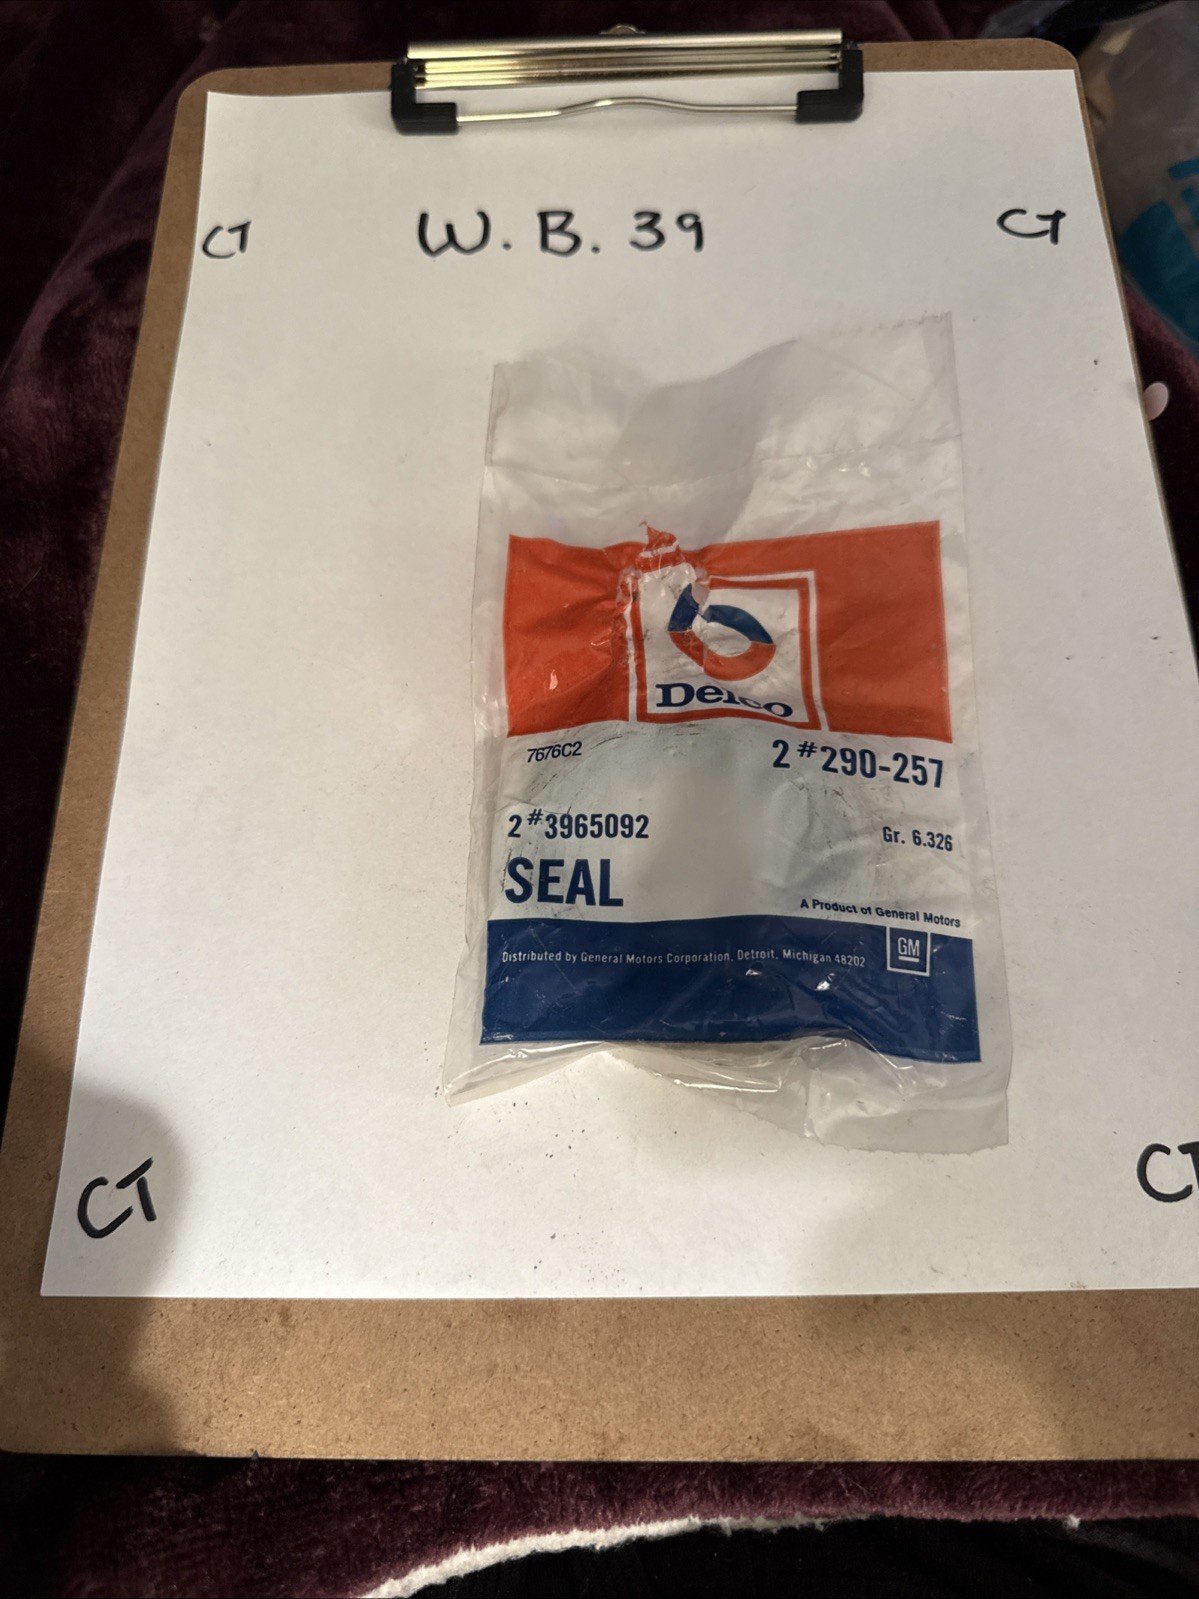 CT W. B. 39 CT
Delco
7676C2 2 #290-257
2 #3965092 Gr. 6.326
SEAL
A Product of General Motors
GM
Distributed by General Motors Corporation, Detroit, Michigan 48202
CT CT